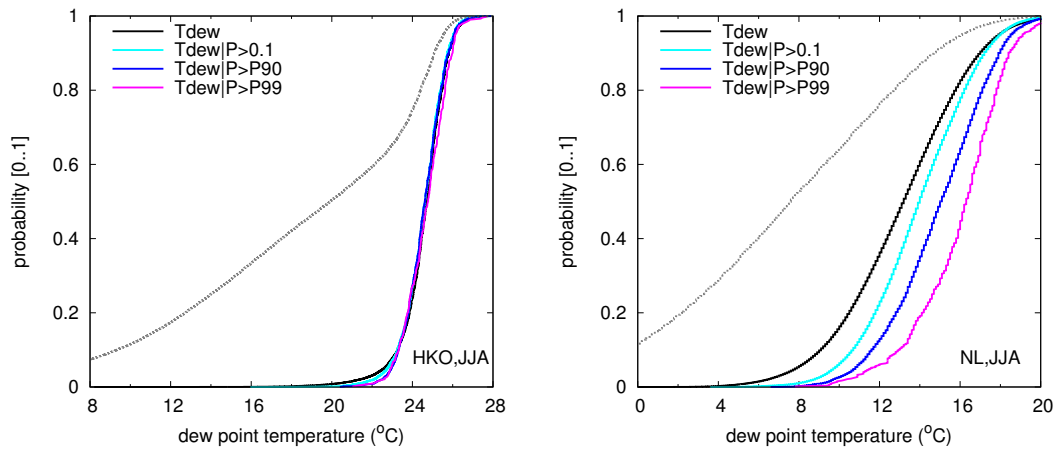 1
0.8
0.6
0.4
0.2
0
probability [0..1]
Tdew
Tdew|P>0.1
Tdew|P>P90
Tdew|P>P99
HKO,JJA
8 12 16 20 24 28
dew point temperature (°C)
1
0.8
0.6
0.4
0.2
0
probability [0..1]
Tdew
Tdew|P>0.1
Tdew|P>P90
Tdew|P>P99
NL,JJA
0 4 8 12 16 20
dew point temperature (°C)